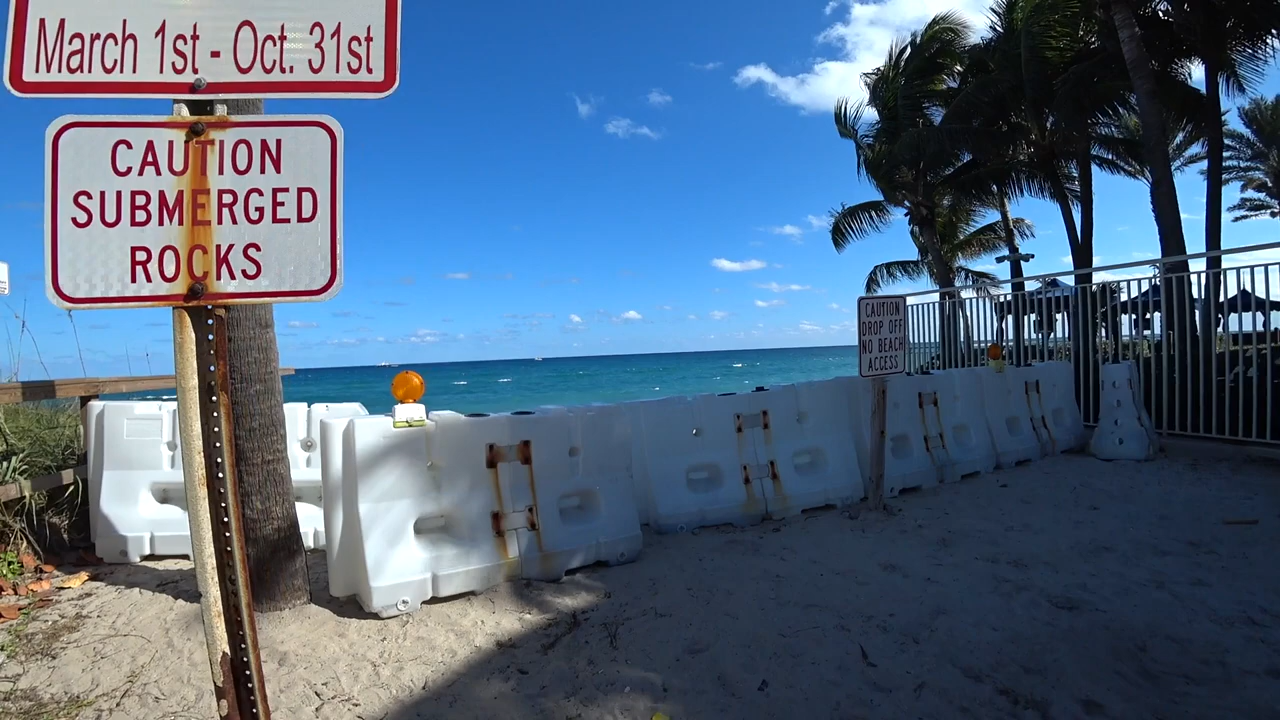 March 1st - Oct. 31st
CAUTION
SUBMERGED
ROCKS
CAUTION
DROP OFF
NO BEACH
ACCESS